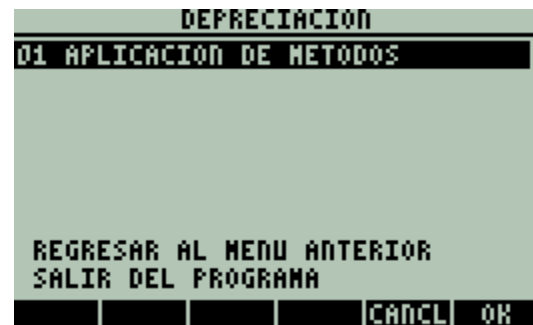 DEPRECIACION
01 APLICACION DE METODOS
REGRESAR AL MENU ANTERIOR
SALIR DEL PROGRAMA
CANCL OK